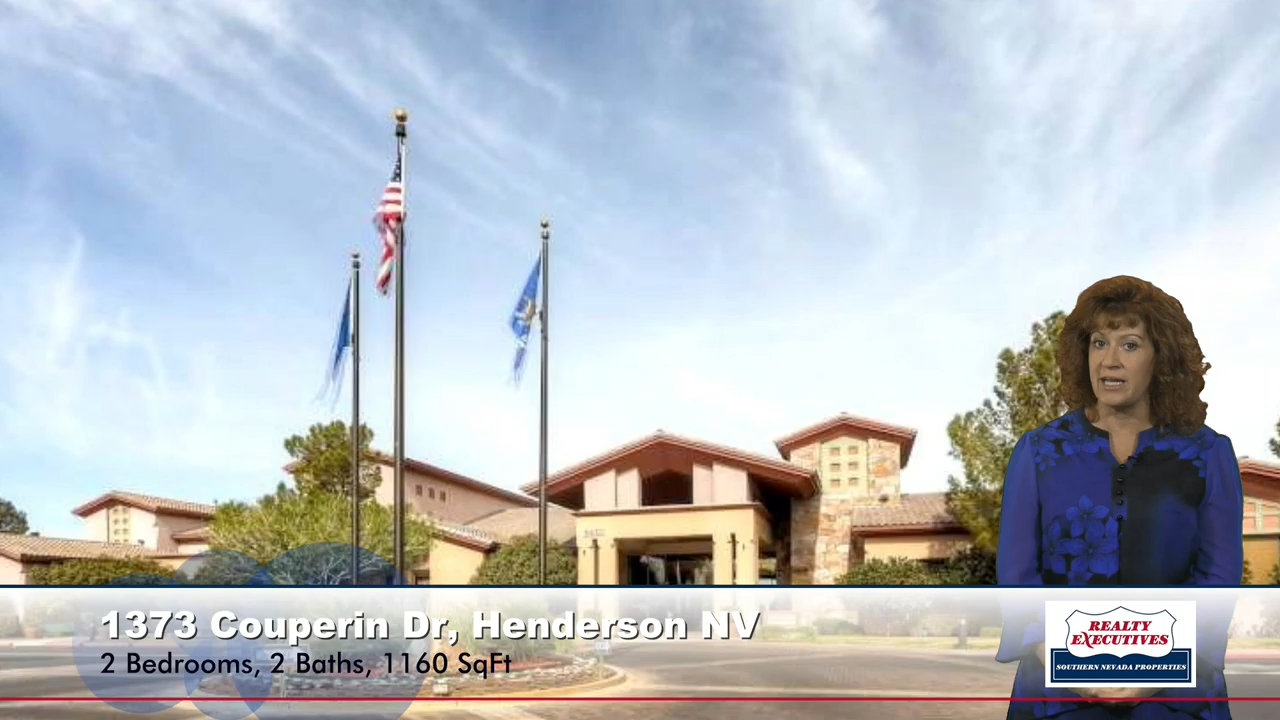 1373 Couperin Dr, Henderson NV
2 Bedrooms, 2 Baths, 1160 SqFt
REALTY
EXECUTIVES
SOUTHERN NEVADA PROPERTIES